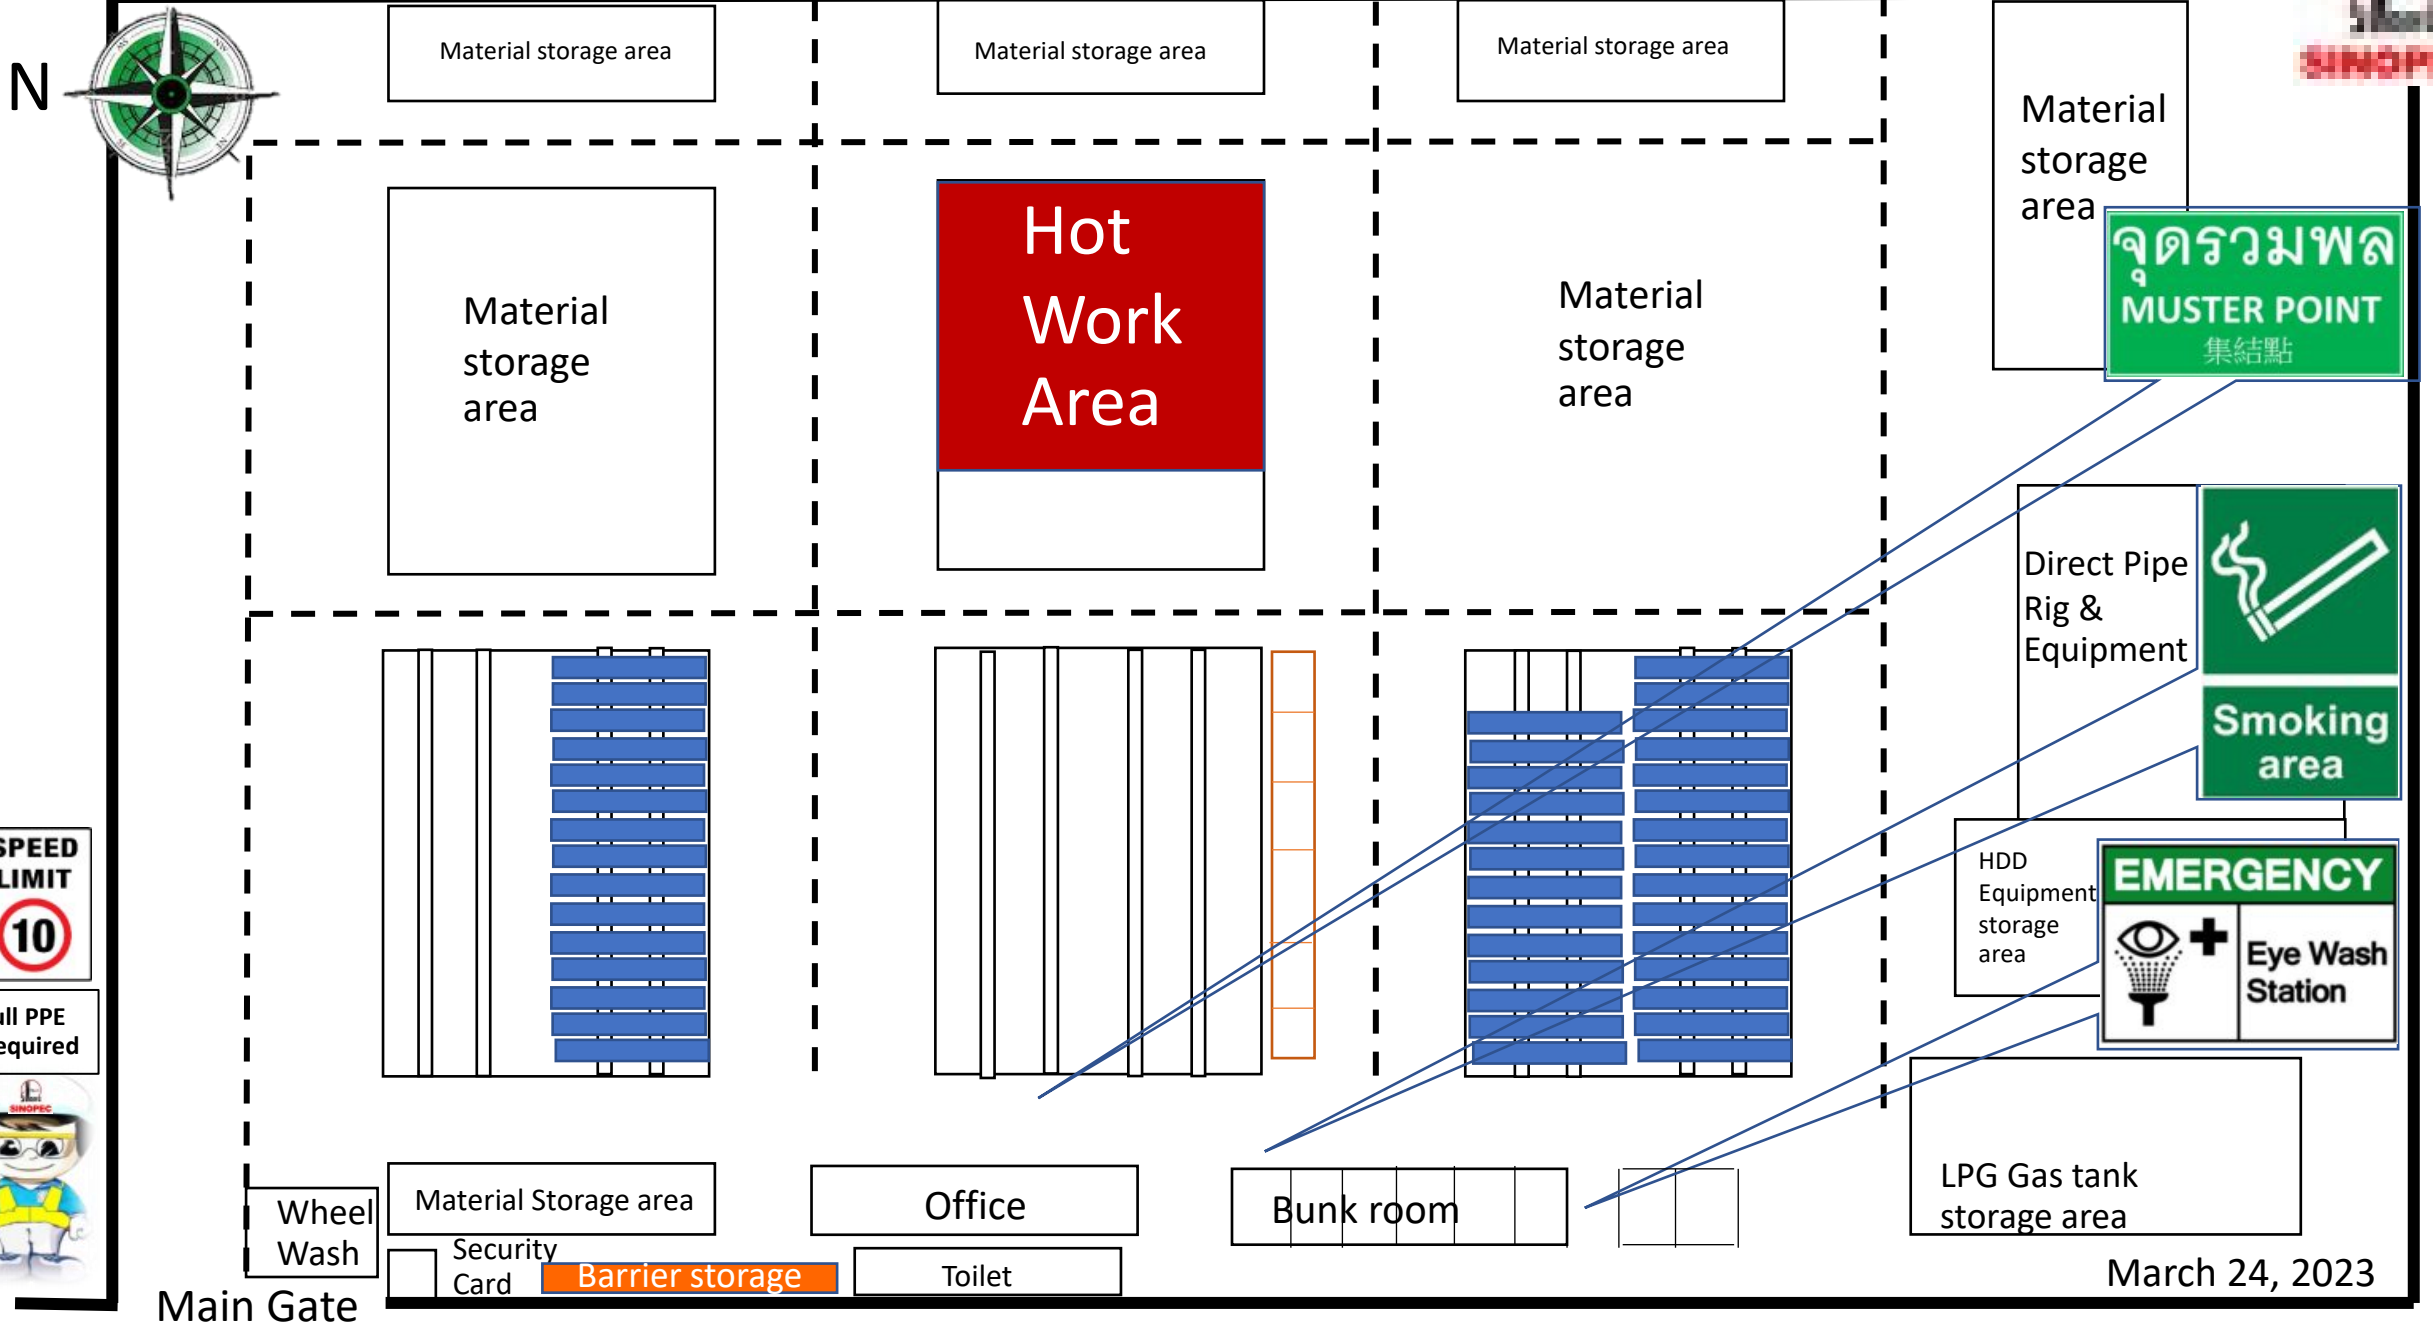 N
Material storage area
Material storage area
Material storage area
Material
storage
area
SINOPE
จุดรวมพล
MUSTER POINT
集結點
Hot
Work
Area
Material
storage
area
Material
storage
area
Direct Pipe
Rig &
Equipment
Smoking
area
SPEED
LIMIT
10
ull PPE
equired
SINOPEC
HDD
Equipment
storage
area
EMERGENCY
Eye Wash
Station
LPG Gas tank
storage area
Wheel
Wash
Material Storage area
Office
Bunk room
Security
Card
Barrier storage
Toilet
Main Gate
March 24, 2023